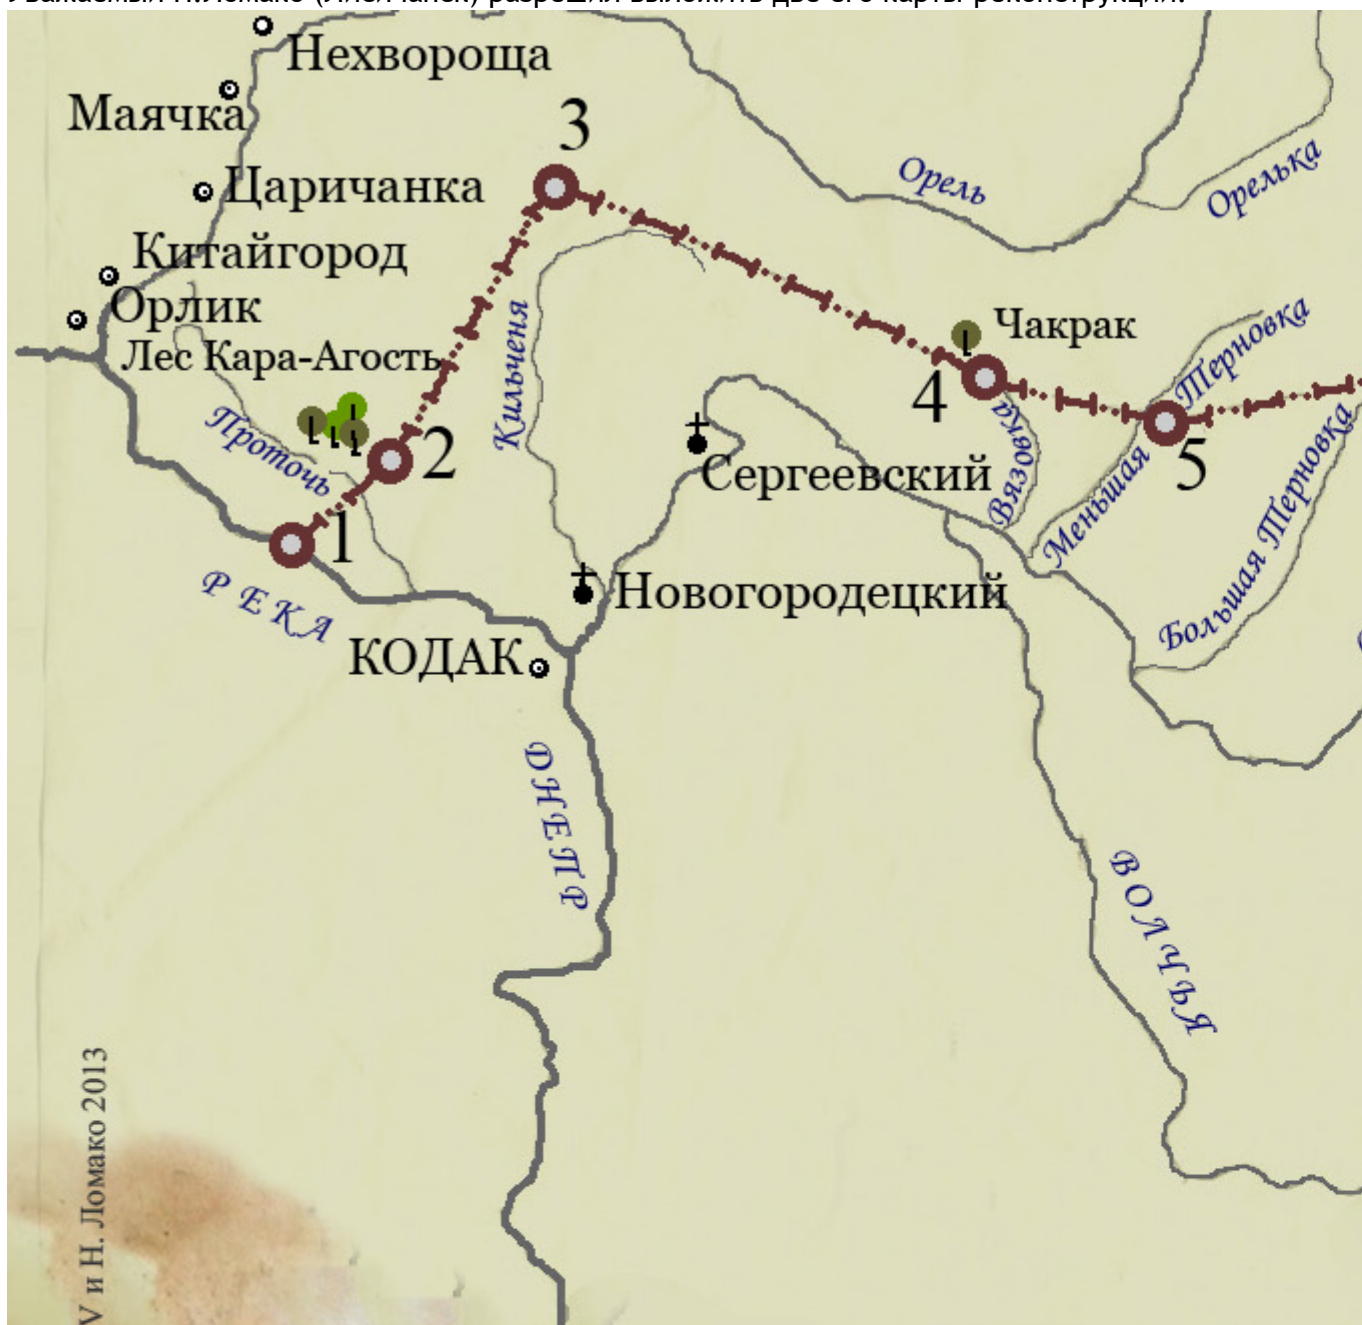 Нехвороща
Маячка
3
Царичанка
Орель
Орелька
Китайгород
Орлик
Лес Кара-Агость
Кильченя
Чакрак
Терновка
4
Проточь
2
Сергеевский
Вязовка
Меньшая
5
Большая Терновка
1
РЕКА
Новогородецкий
КОДАК
ДНЕПР
ВОЛЧЬЯ
V и Н. Ломако 2013